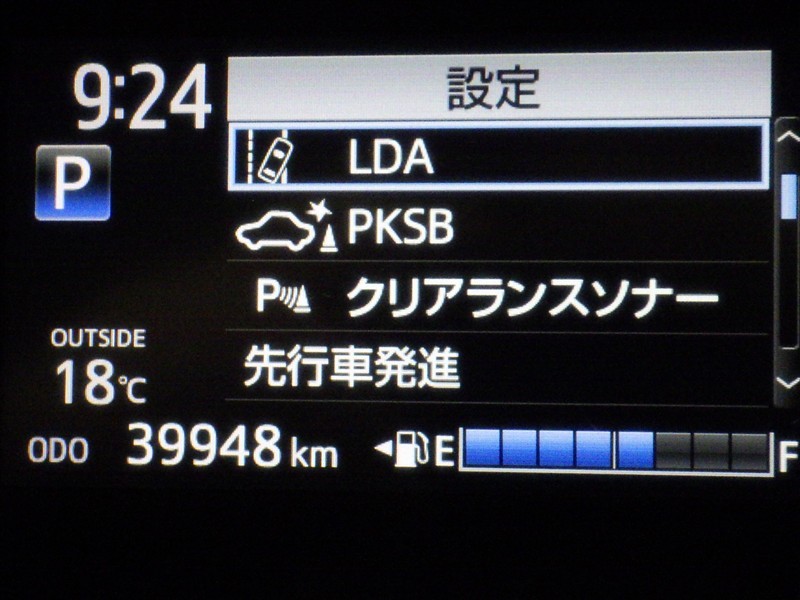 9:24
設定
P
LDA
PKSB
P クリアランスソナー
OUTSIDE
18℃
先行車発進
ODO 39948 km E F